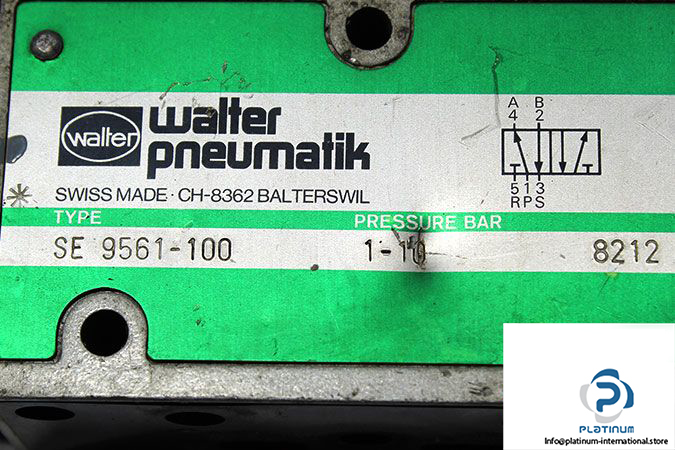 walter
walter
pneumatik
SWISS MADE · CH-8362 BALTERSWIL
A B
4 2
5 1 3
R P S
TYPE PRESSURE BAR
SE 9561-100 1-10 8212
PLATINUM
info@platinum-international.store